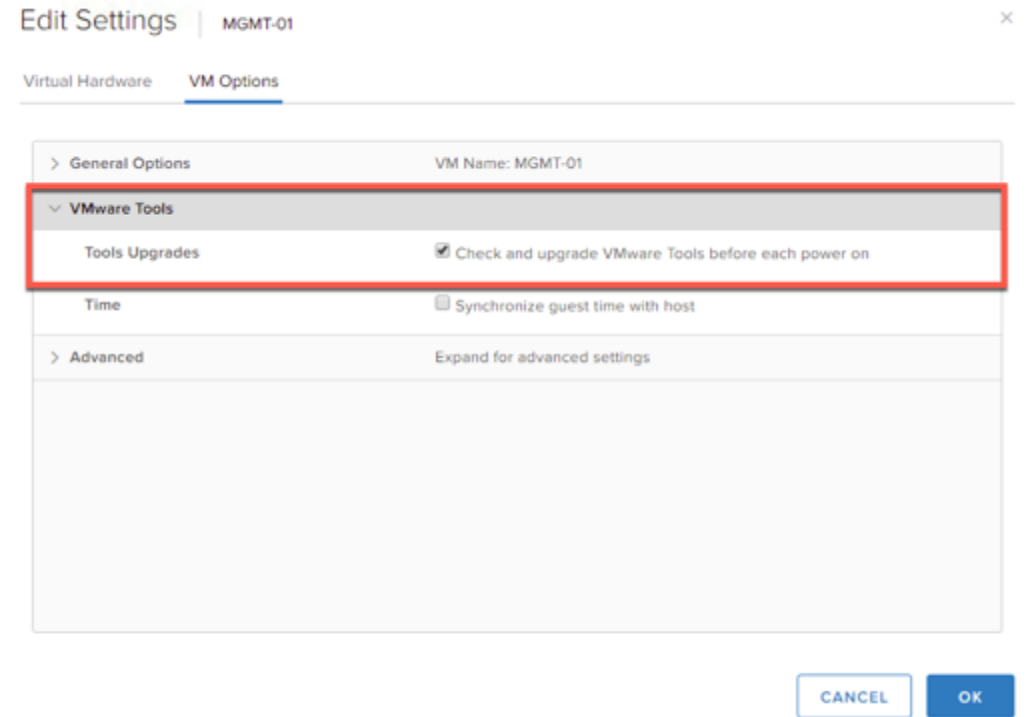 Edit Settings MGMT-01
Virtual Hardware VM Options
General Options VM Name: MGMT-01
VMware Tools
Tools Upgrades Check and upgrade VMware Tools before each power on
Time Synchronize guest time with host
Advanced Expand for advanced settings
CANCEL OK